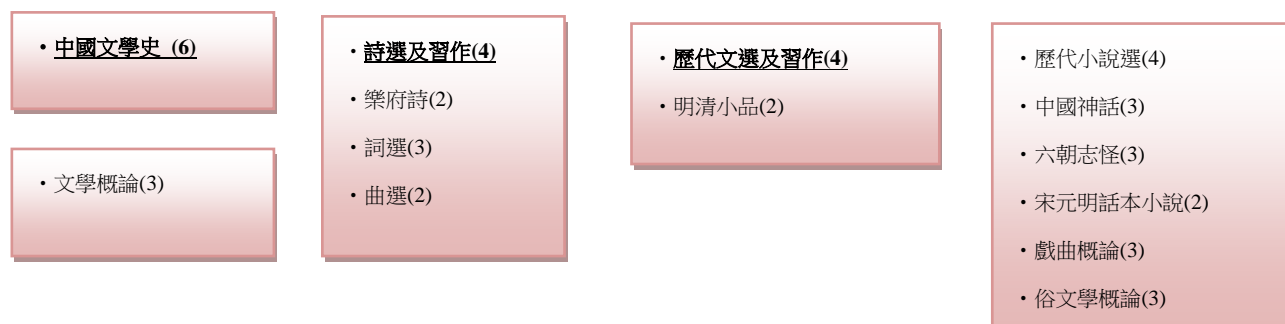 ・中國文學史 (6)
・文學概論(3)
・詩選及習作(4)
・樂府詩(2)
・詞選(3)
・曲選(2)
・歷代文選及習作(4)
・明清小品(2)
・歷代小說選(4)
・中國神話(3)
・六朝志怪(3)
・宋元明話本小說(2)
・戲曲概論(3)
・俗文學概論(3)